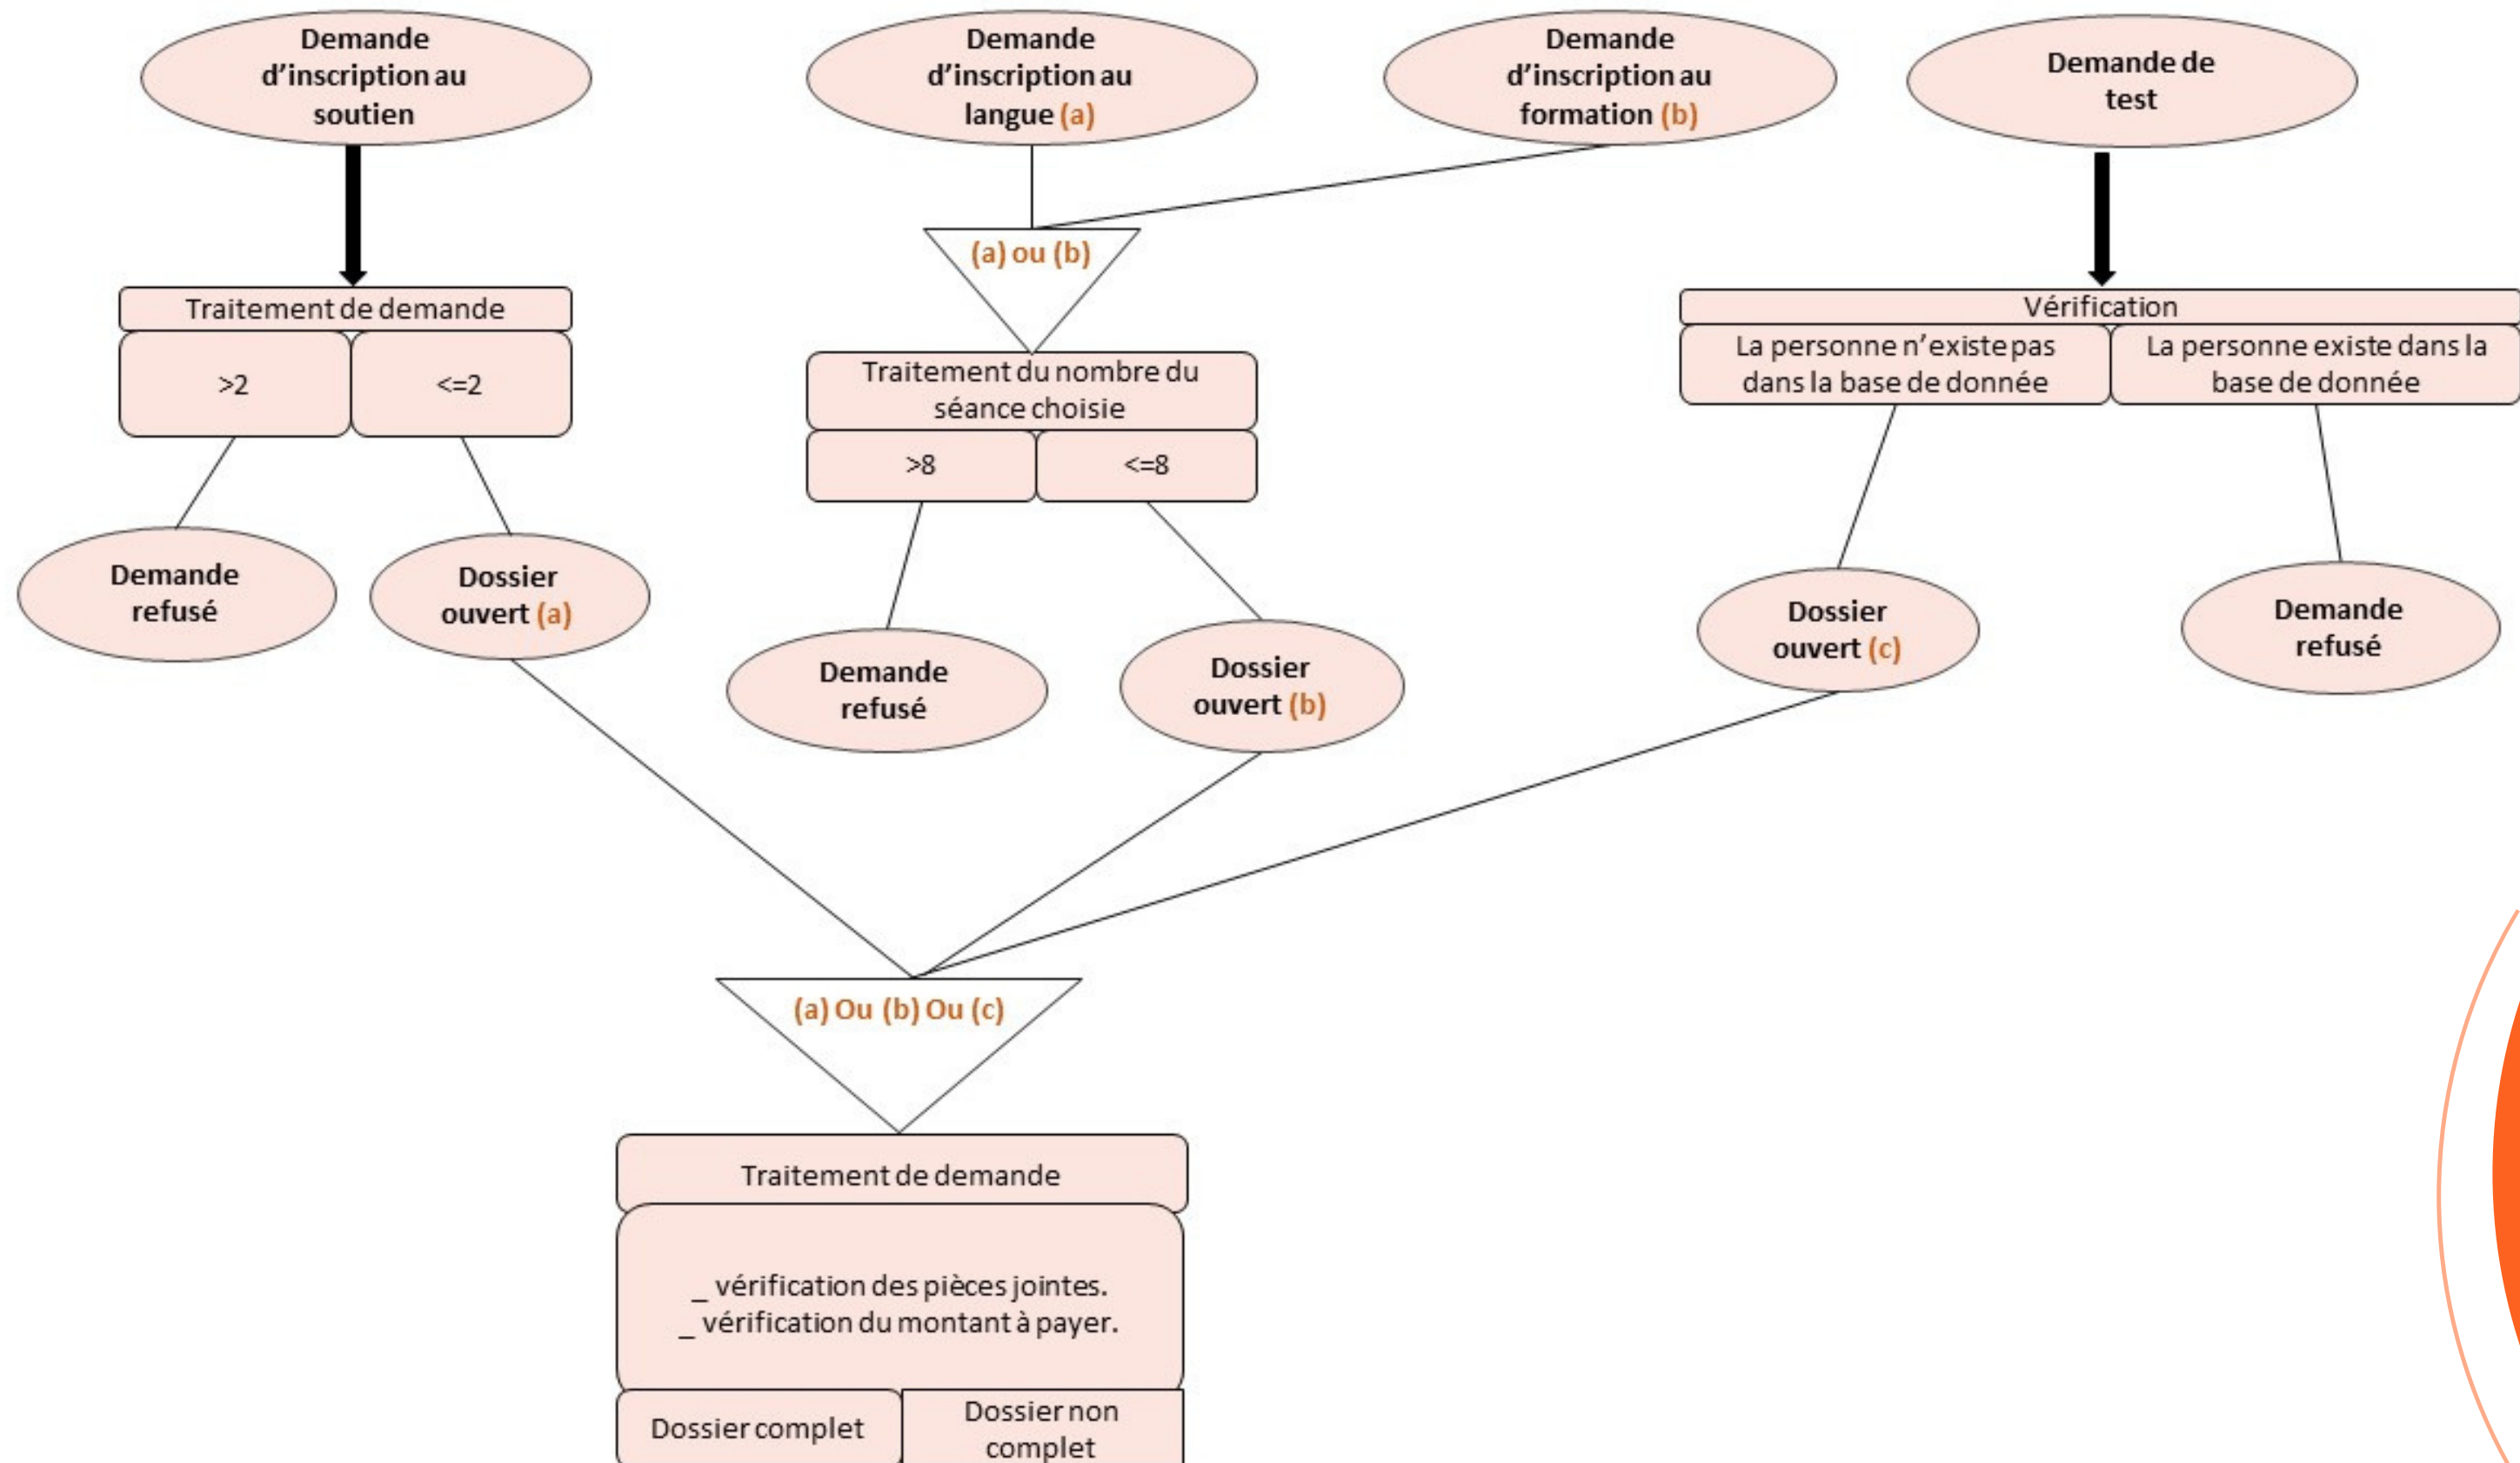 Demande
d'inscription au
soutien
Demande
d'inscription au
langue (a)
Demande
d'inscription au
formation (b)
Demande de
test
(a) ou (b)
Traitement de demande
>2
<=2
Traitement du nombre du
séance choisie
>8
<=8
Vérification
La personne n'existe pas
dans la base de donnée
La personne existe dans la
base de donnée
Demande
refusé
Dossier
ouvert (a)
Demande
refusé
Dossier
ouvert (b)
Dossier
ouvert (c)
Demande
refusé
(a) Ou (b) Ou (c)
Traitement de demande
_ vérification des pièces jointes.
_ vérification du montant à payer.
Dossier complet
Dossier non
complet